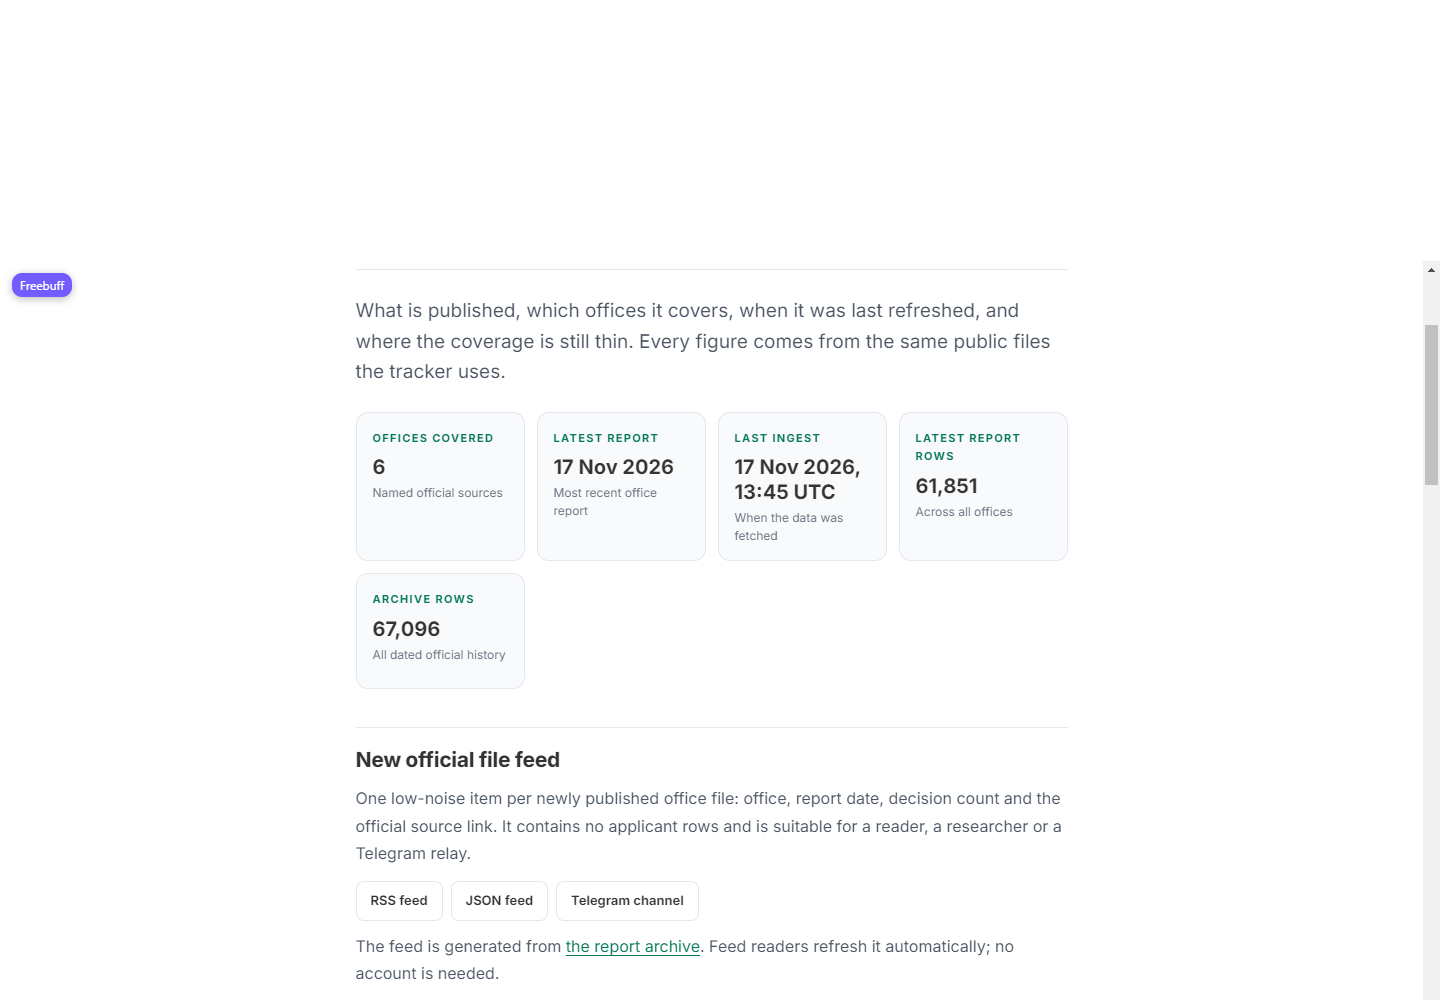 Freebuff
What is published, which offices it covers, when it was last refreshed, and
where the coverage is still thin. Every figure comes from the same public files
the tracker uses.
OFFICES COVERED
6
Named official sources
LATEST REPORT
17 Nov 2026
Most recent office
report
LAST INGEST
17 Nov 2026,
13:45 UTC
When the data was
fetched
LATEST REPORT
ROWS
61,851
Across all offices
ARCHIVE ROWS
67,096
All dated official history
New official file feed
One low-noise item per newly published office file: office, report date, decision count and the
official source link. It contains no applicant rows and is suitable for a reader, a researcher or a
Telegram relay.
RSS feed
JSON feed
Telegram channel
The feed is generated from the report archive. Feed readers refresh it automatically; no
account is needed.